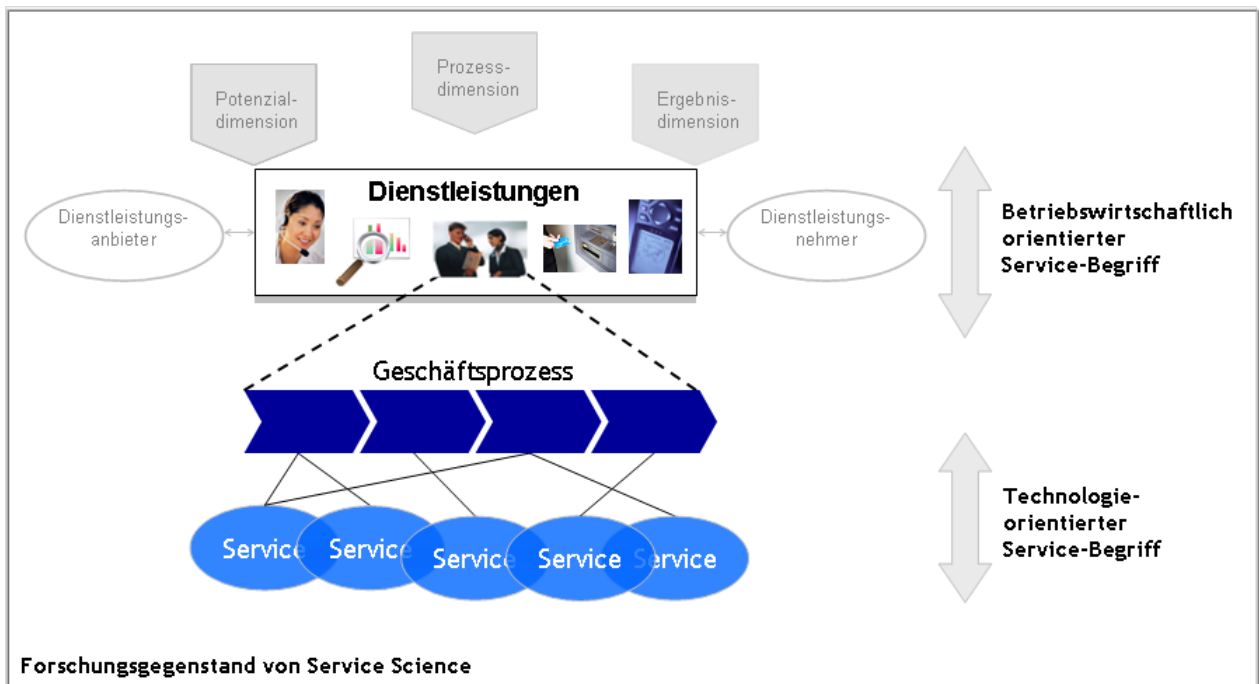 Prozess-
dimension
Potenzial-
dimension
Ergebnis-
dimension
Dienstleistungen
Dienstleistungs-
anbieter
Dienstleistungs-
nehmer
Betriebswirtschaftlich
orientierter
Service-Begriff
Geschäftsprozess
Technologie-
orientierter
Service-Begriff
Service
Service
Service
Service
Service
Forschungsgegenstand von Service Science